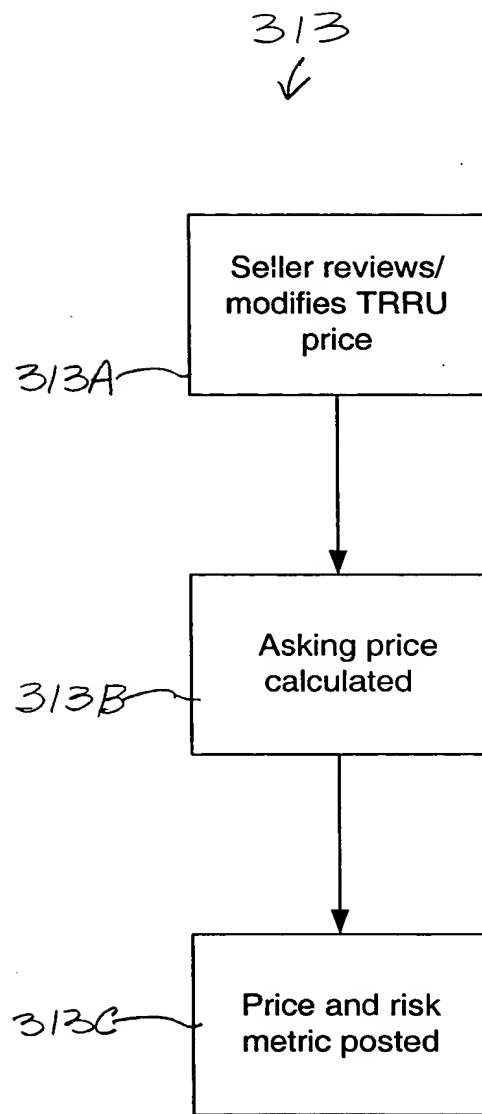 313
Seller reviews/
modifies TRRU
price
313A
Asking price
calculated
313B
Price and risk
metric posted
313C